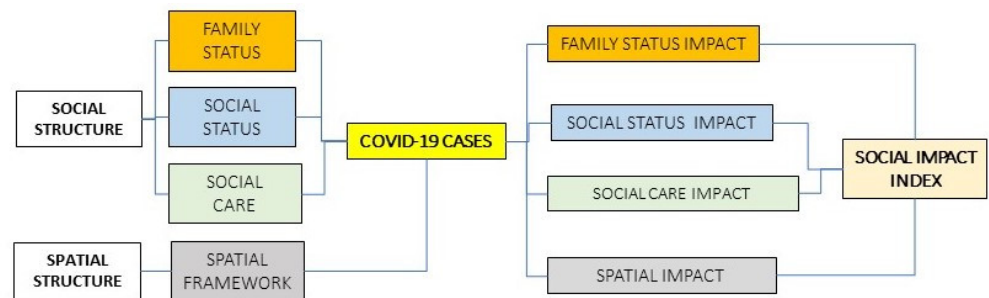 SOCIAL
STRUCTURE
SPATIAL
STRUCTURE
FAMILY
STATUS
SOCIAL
STATUS
SOCIAL
CARE
SPATIAL
FRAMEWORK
COVID-19 CASES
FAMILY STATUS IMPACT
SOCIAL STATUS IMPACT
SOCIAL CARE IMPACT
SPATIAL IMPACT
SOCIAL IMPACT
INDEX